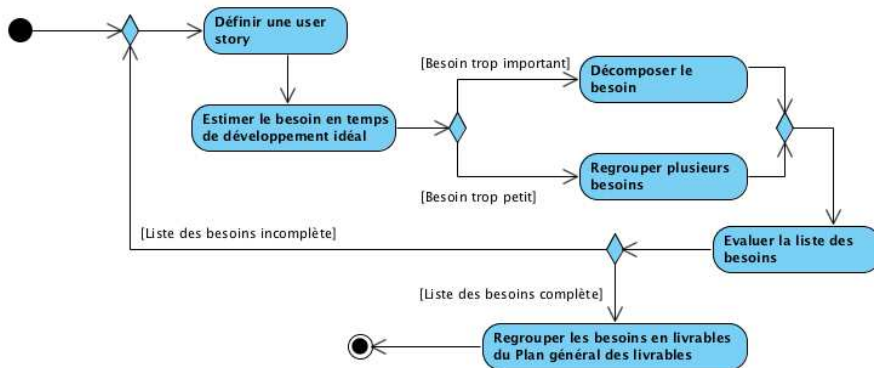 Définir une user
story
[Besoin trop important]
Décomposer le
besoin
Estimer le besoin en temps
de développement idéal
Regrouper plusieurs
besoins
[Besoin trop petit]
[Liste des besoins incomplète]
Evaluer la liste des
besoins
[Liste des besoins complète]
Regrouper les besoins en livrables
du Plan général des livrables